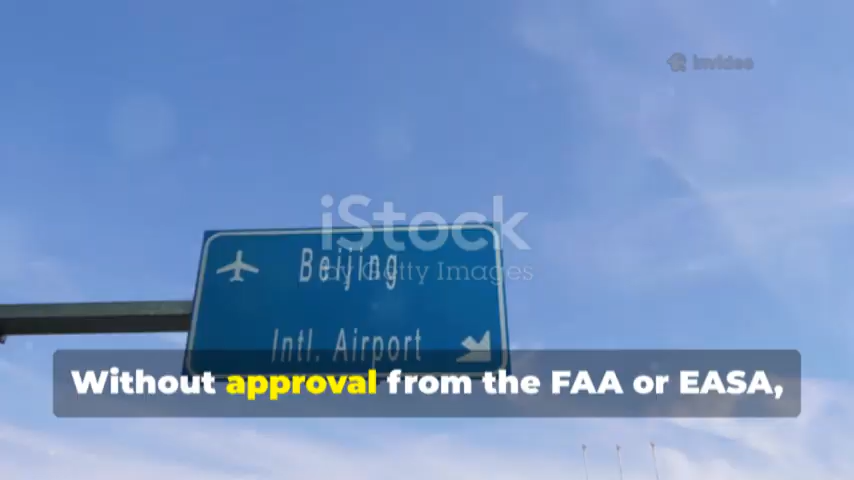 invideo
iStock
by Getty Images
Beijing
Intl. Airport
Without approval from the FAA or EASA,